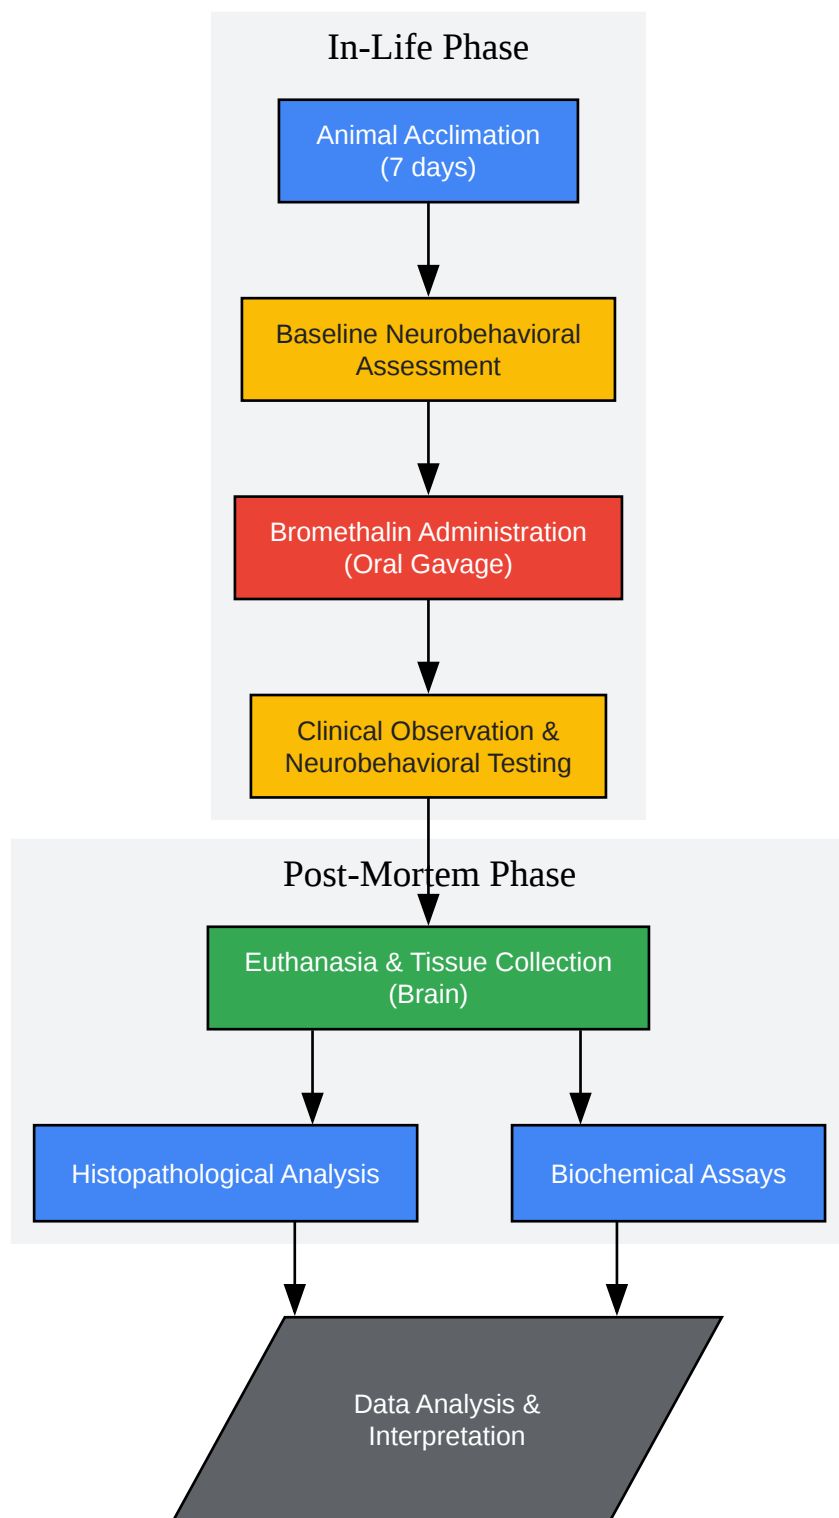 In-Life Phase
Animal Acclimation
(7 days)
Baseline Neurobehavioral
Assessment
Bromethalin Administration
(Oral Gavage)
Clinical Observation &
Neurobehavioral Testing
Post-Mortem Phase
Euthanasia & Tissue Collection
(Brain)
Histopathological Analysis
Biochemical Assays
Data Analysis &
Interpretation